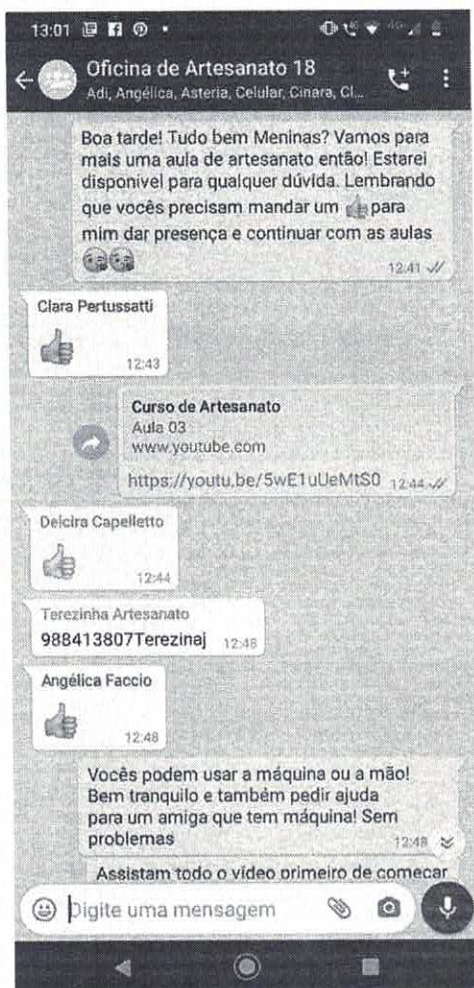 13:01
Oficina de Artesanato 18
Adi, Angélica, Asteria, Celular, Cinara, Cl...
Boa tarde! Tudo bem Meninas? Vamos para
mais uma aula de artesanato então! Estarei
disponivel para qualquer dúvida. Lembrando
que vocês precisam mandar um 👍 para
mim dar presença e continuar com as aulas
😘😘
12:41
Clara Pertussatti
👍
12:43
Curso de Artesanato
Aula 03
www.youtube.com
https://youtu.be/5wE1uUeMtS0 12:44
Delcira Capelletto
👍
12:44
Terezinha Artesanato
988413807Terezinaj 12:48
Angélica Faccio
👍
12:48
Vocês podem usar a máquina ou a mão!
Bem tranquilo e também pedir ajuda
para um amiga que tem máquina! Sem
problemas 12:48
Assistam todo o vídeo primeiro de começar
Digite uma mensagem